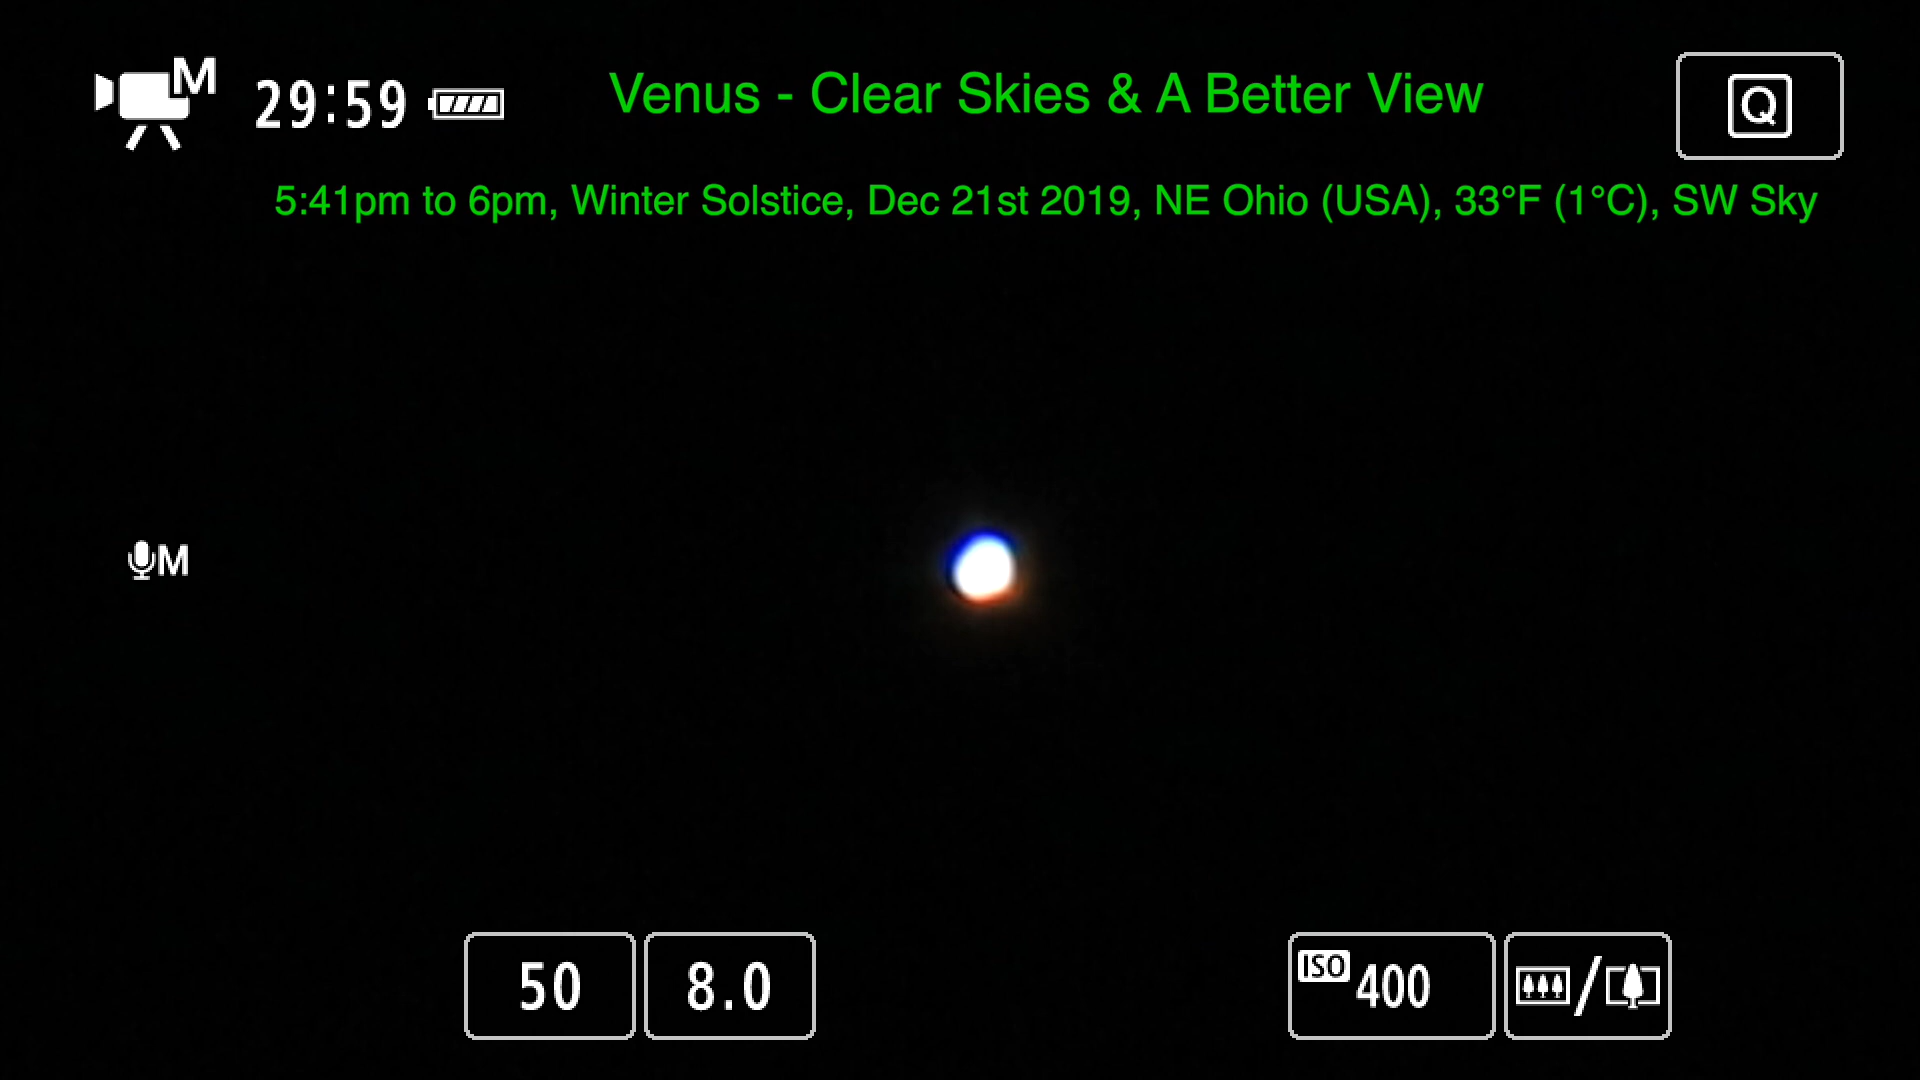 M
29:59
Venus - Clear Skies & A Better View
Q
5:41pm to 6pm, Winter Solstice, Dec 21st 2019, NE Ohio (USA), 33°F (1°C), SW Sky
M
50
8.0
ISO 400